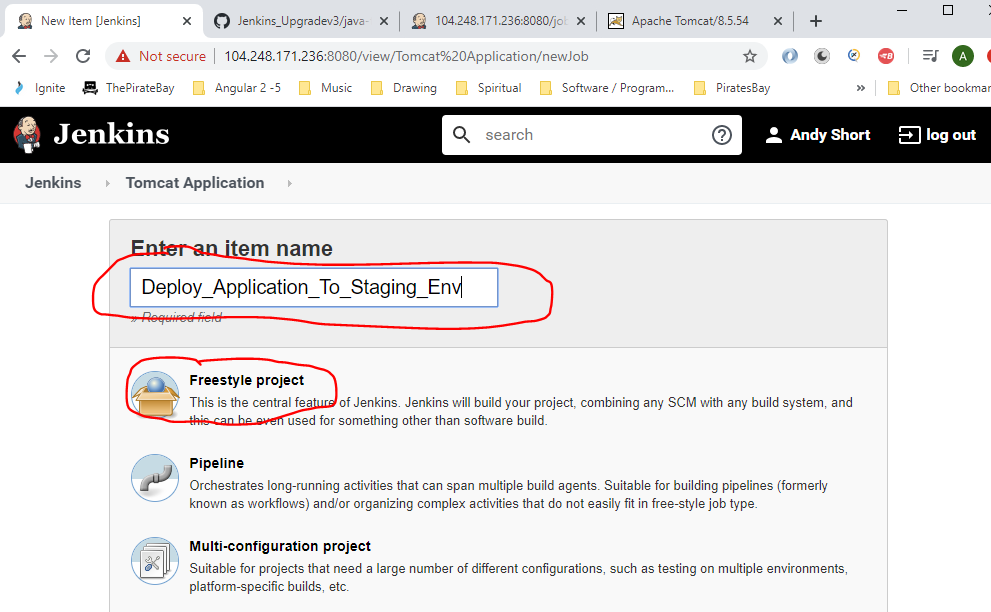 New Item [Jenkins]
Jenkins_Upgradev3/java-
104.248.171.236:8080/jo
Apache Tomcat/8.5.54
Not secure
104.248.171.236:8080/view/Tomcat%20Application/newJob
A
Ignite
ThePirateBay
Angular 2 -5
Music
Drawing
Spiritual
Software / Program...
PiratesBay
»
Other bookmar
Jenkins
search
Andy Short
log out
Jenkins
Tomcat Application
Enter an item name
Deploy_Application_To_Staging_Env
» Required field
Freestyle project
This is the central feature of Jenkins. Jenkins will build your project, combining any SCM with any build system, and
this can be even used for something other than software build.
Pipeline
Orchestrates long-running activities that can span multiple build agents. Suitable for building pipelines (formerly
known as workflows) and/or organizing complex activities that do not easily fit in free-style job type.
Multi-configuration project
Suitable for projects that need a large number of different configurations, such as testing on multiple environments,
platform-specific builds, etc.